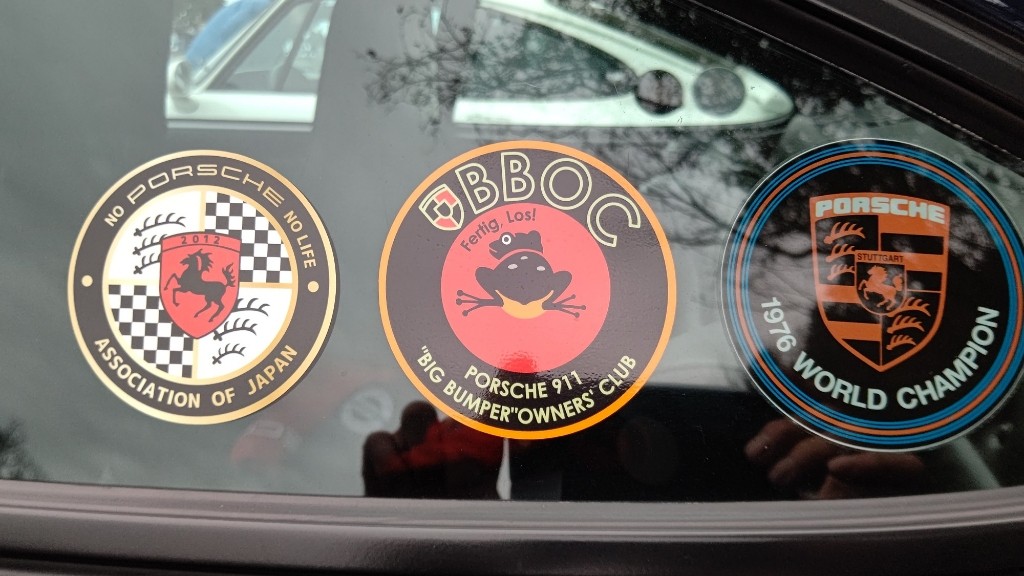 NO PORSCHE NO LIFE
2012
ASSOCIATION OF JAPAN
BBOC
Fertig, Los!
PORSCHE 911
"BIG BUMPER"OWNERS' CLUB
PORSCHE
STUTTGART
1976 WORLD CHAMPION